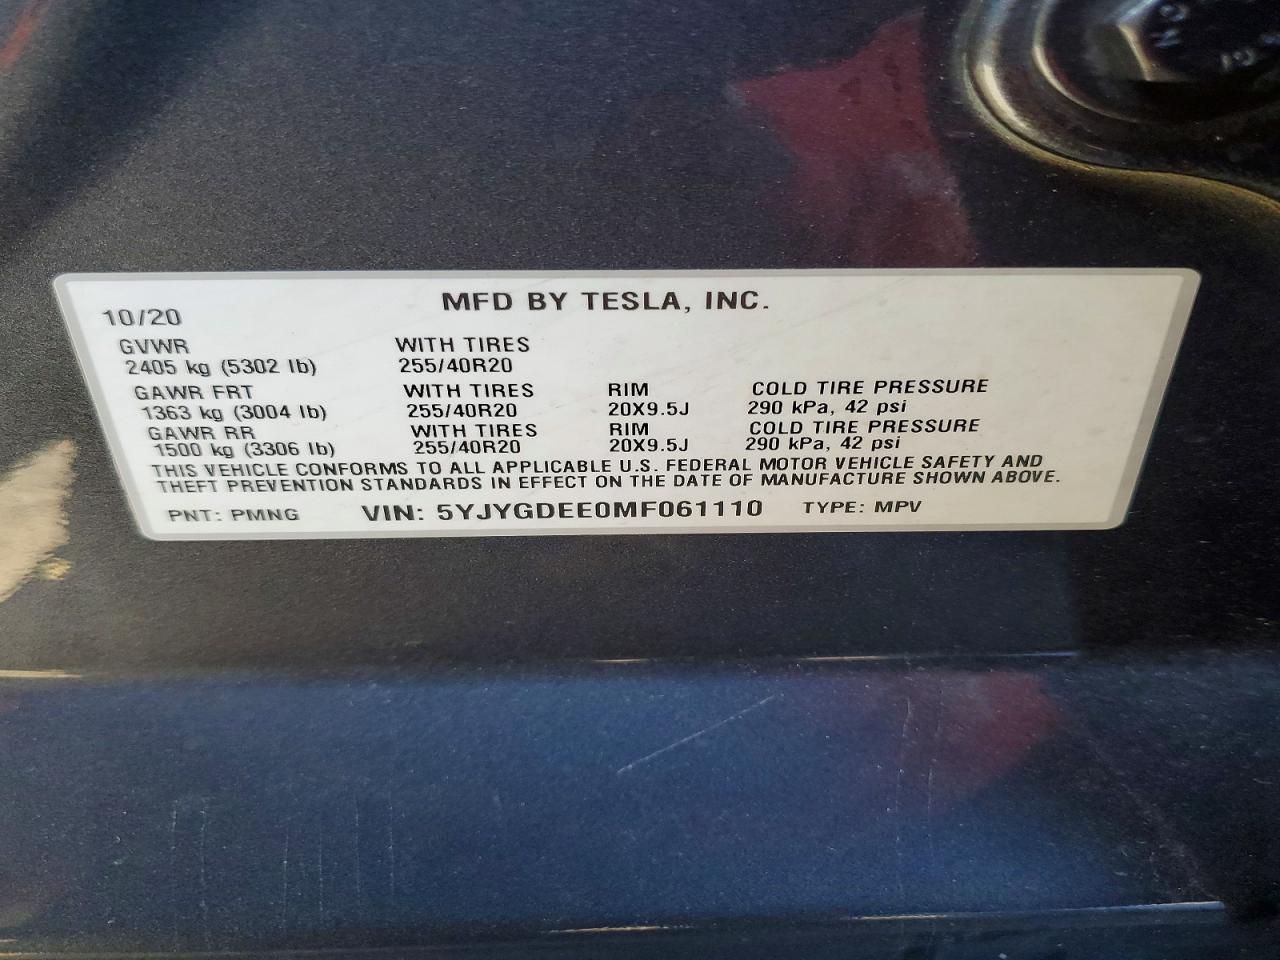 MFD BY TESLA, INC.
10/20
GVWR WITH TIRES
2405 kg (5302 lb) 255/40R20
GAWR FRT WITH TIRES RIM COLD TIRE PRESSURE
1363 kg (3004 lb) 255/40R20 20X9.5J 290 kPa, 42 psi
GAWR RR WITH TIRES RIM COLD TIRE PRESSURE
1500 kg (3306 lb) 255/40R20 20X9.5J 290 kPa, 42 psi
THIS VEHICLE CONFORMS TO ALL APPLICABLE U.S. FEDERAL MOTOR VEHICLE SAFETY AND
THEFT PREVENTION STANDARDS IN EFFECT ON THE DATE OF MANUFACTURE SHOWN ABOVE.
PNT: PMNG VIN: 5YJYGDEE0MF061110 TYPE: MPV